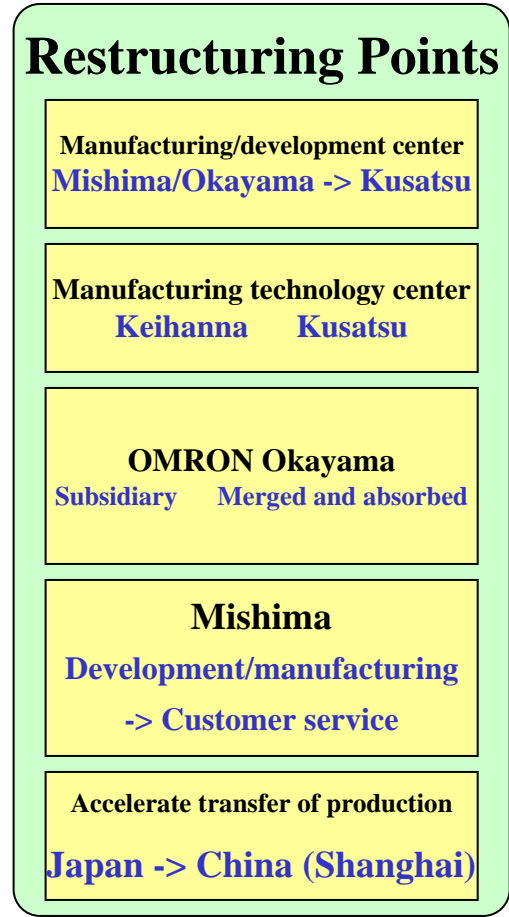 Restructuring Points
Manufacturing/development center
Mishima/Okayama -> Kusatsu
Manufacturing technology center
Keihanna Kusatsu
OMRON Okayama
Subsidiary Merged and absorbed
Mishima
Development/manufacturing
-> Customer service
Accelerate transfer of production
Japan -> China (Shanghai)